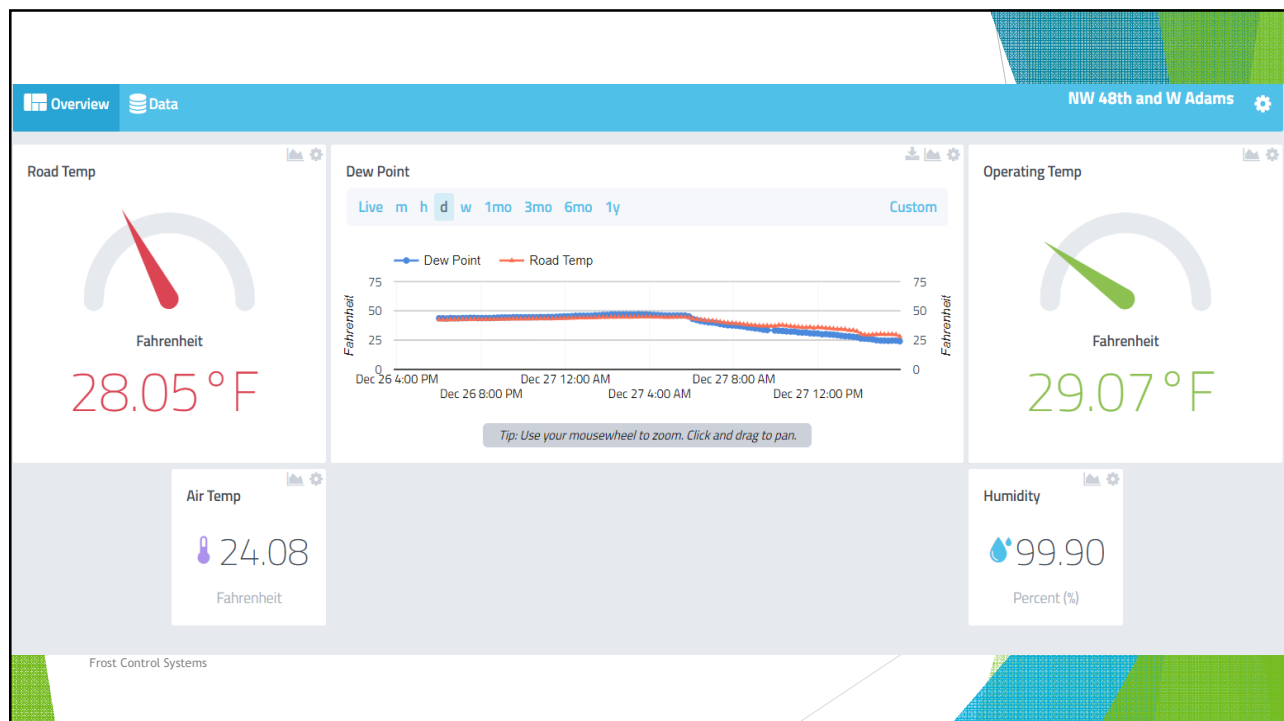 Overview Data NW 48th and W Adams
Road Temp
Fahrenheit
28.05°F
Dew Point
Live m h d w 1mo 3mo 6mo 1y Custom
Dew Point Road Temp
75 75
50 50
25 25
0 0
Fahrenheit Fahrenheit
Dec 26 4:00 PM Dec 27 12:00 AM Dec 27 8:00 AM
Dec 26 8:00 PM Dec 27 4:00 AM Dec 27 12:00 PM
Tip: Use your mousewheel to zoom. Click and drag to pan.
Operating Temp
Fahrenheit
29.07°F
Air Temp
24.08
Fahrenheit
Humidity
99.90
Percent (%)
Frost Control Systems